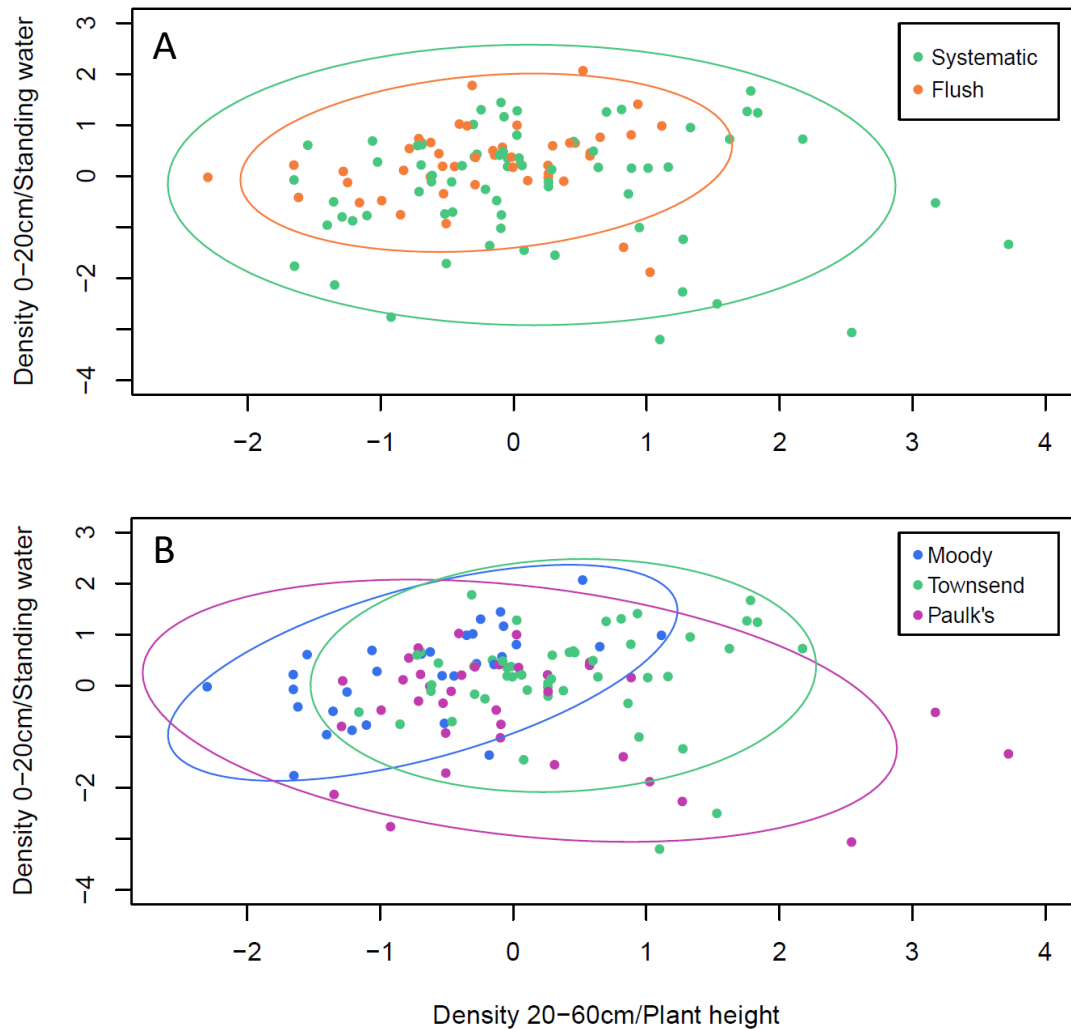 Density 0−20cm/Standing water
3
2
1
0
−2
−4
A
Systematic
Flush
−2
−1
0
1
2
3
4
Density 0−20cm/Standing water
3
2
1
0
−2
−4
B
Moody
Townsend
Paulk's
−2
−1
0
1
2
3
4
Density 20−60cm/Plant height